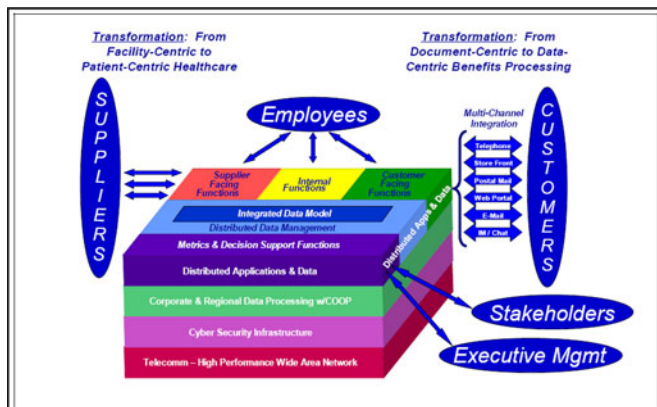 Transformation: From
Facility-Centric to
Patient-Centric Healthcare
Transformation: From
Document-Centric to Data-
Centric Benefits Processing
SUPPLIERS
Employees
Multi-Channel
Integration
CUSTOMERS
Telephone
Store Front
Postal Mail
Web Portal
E-Mail
IM / Chat
Supplier
Facing
Functions
Internal
Functions
Customer
Facing
Functions
Integrated Data Model
Distributed Data Management
Distributed Apps & Data
Metrics & Decision Support Functions
Distributed Applications & Data
Corporate & Regional Data Processing w/COOP
Cyber Security Infrastructure
Telecomm – High Performance Wide Area Network
Stakeholders
Executive Mgmt